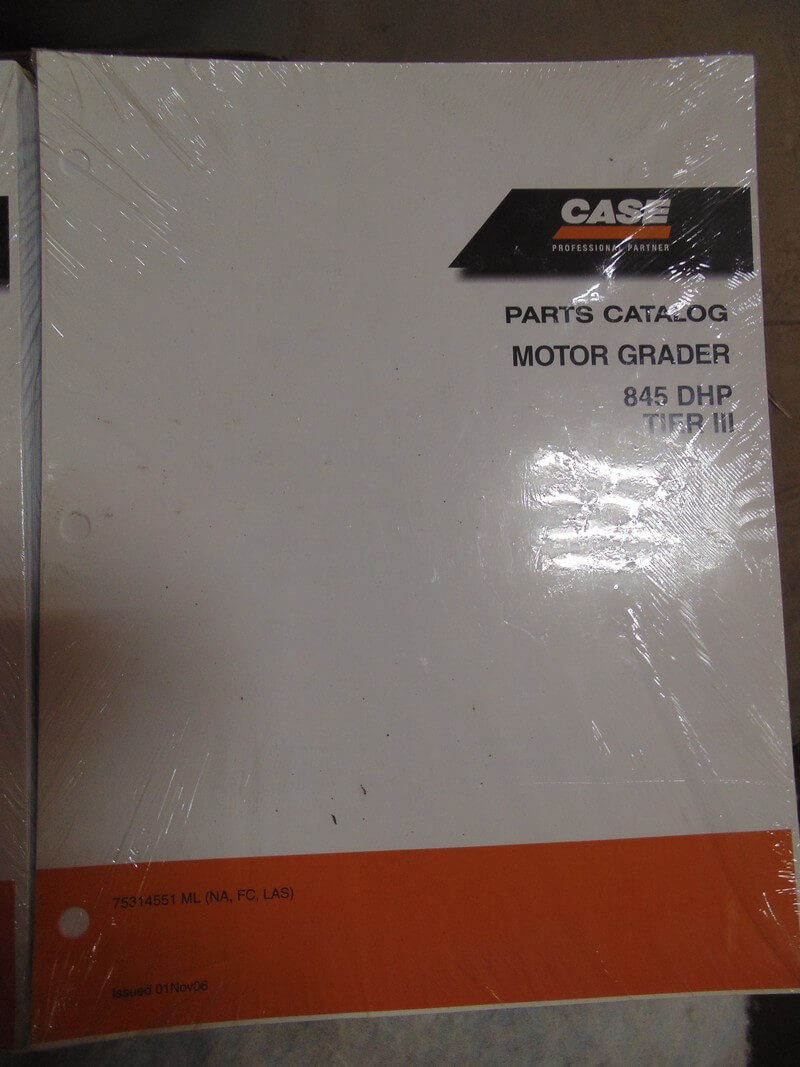 CASE
PROFESSIONAL PARTNER
PARTS CATALOG
MOTOR GRADER
845 DHP
TIER III
75314551 ML (NA, FC, LAS)
Issued 01Nov06